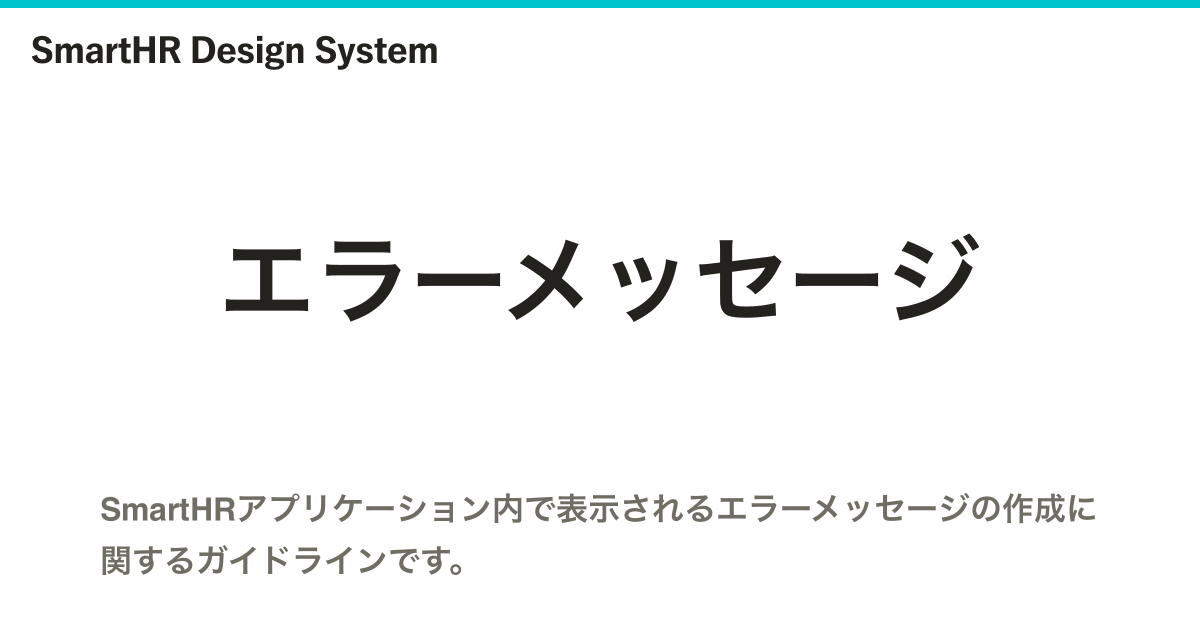 SmartHR Design System
エラーメッセージ
SmartHRアプリケーション内で表示されるエラーメッセージの作成に
関するガイドラインです。